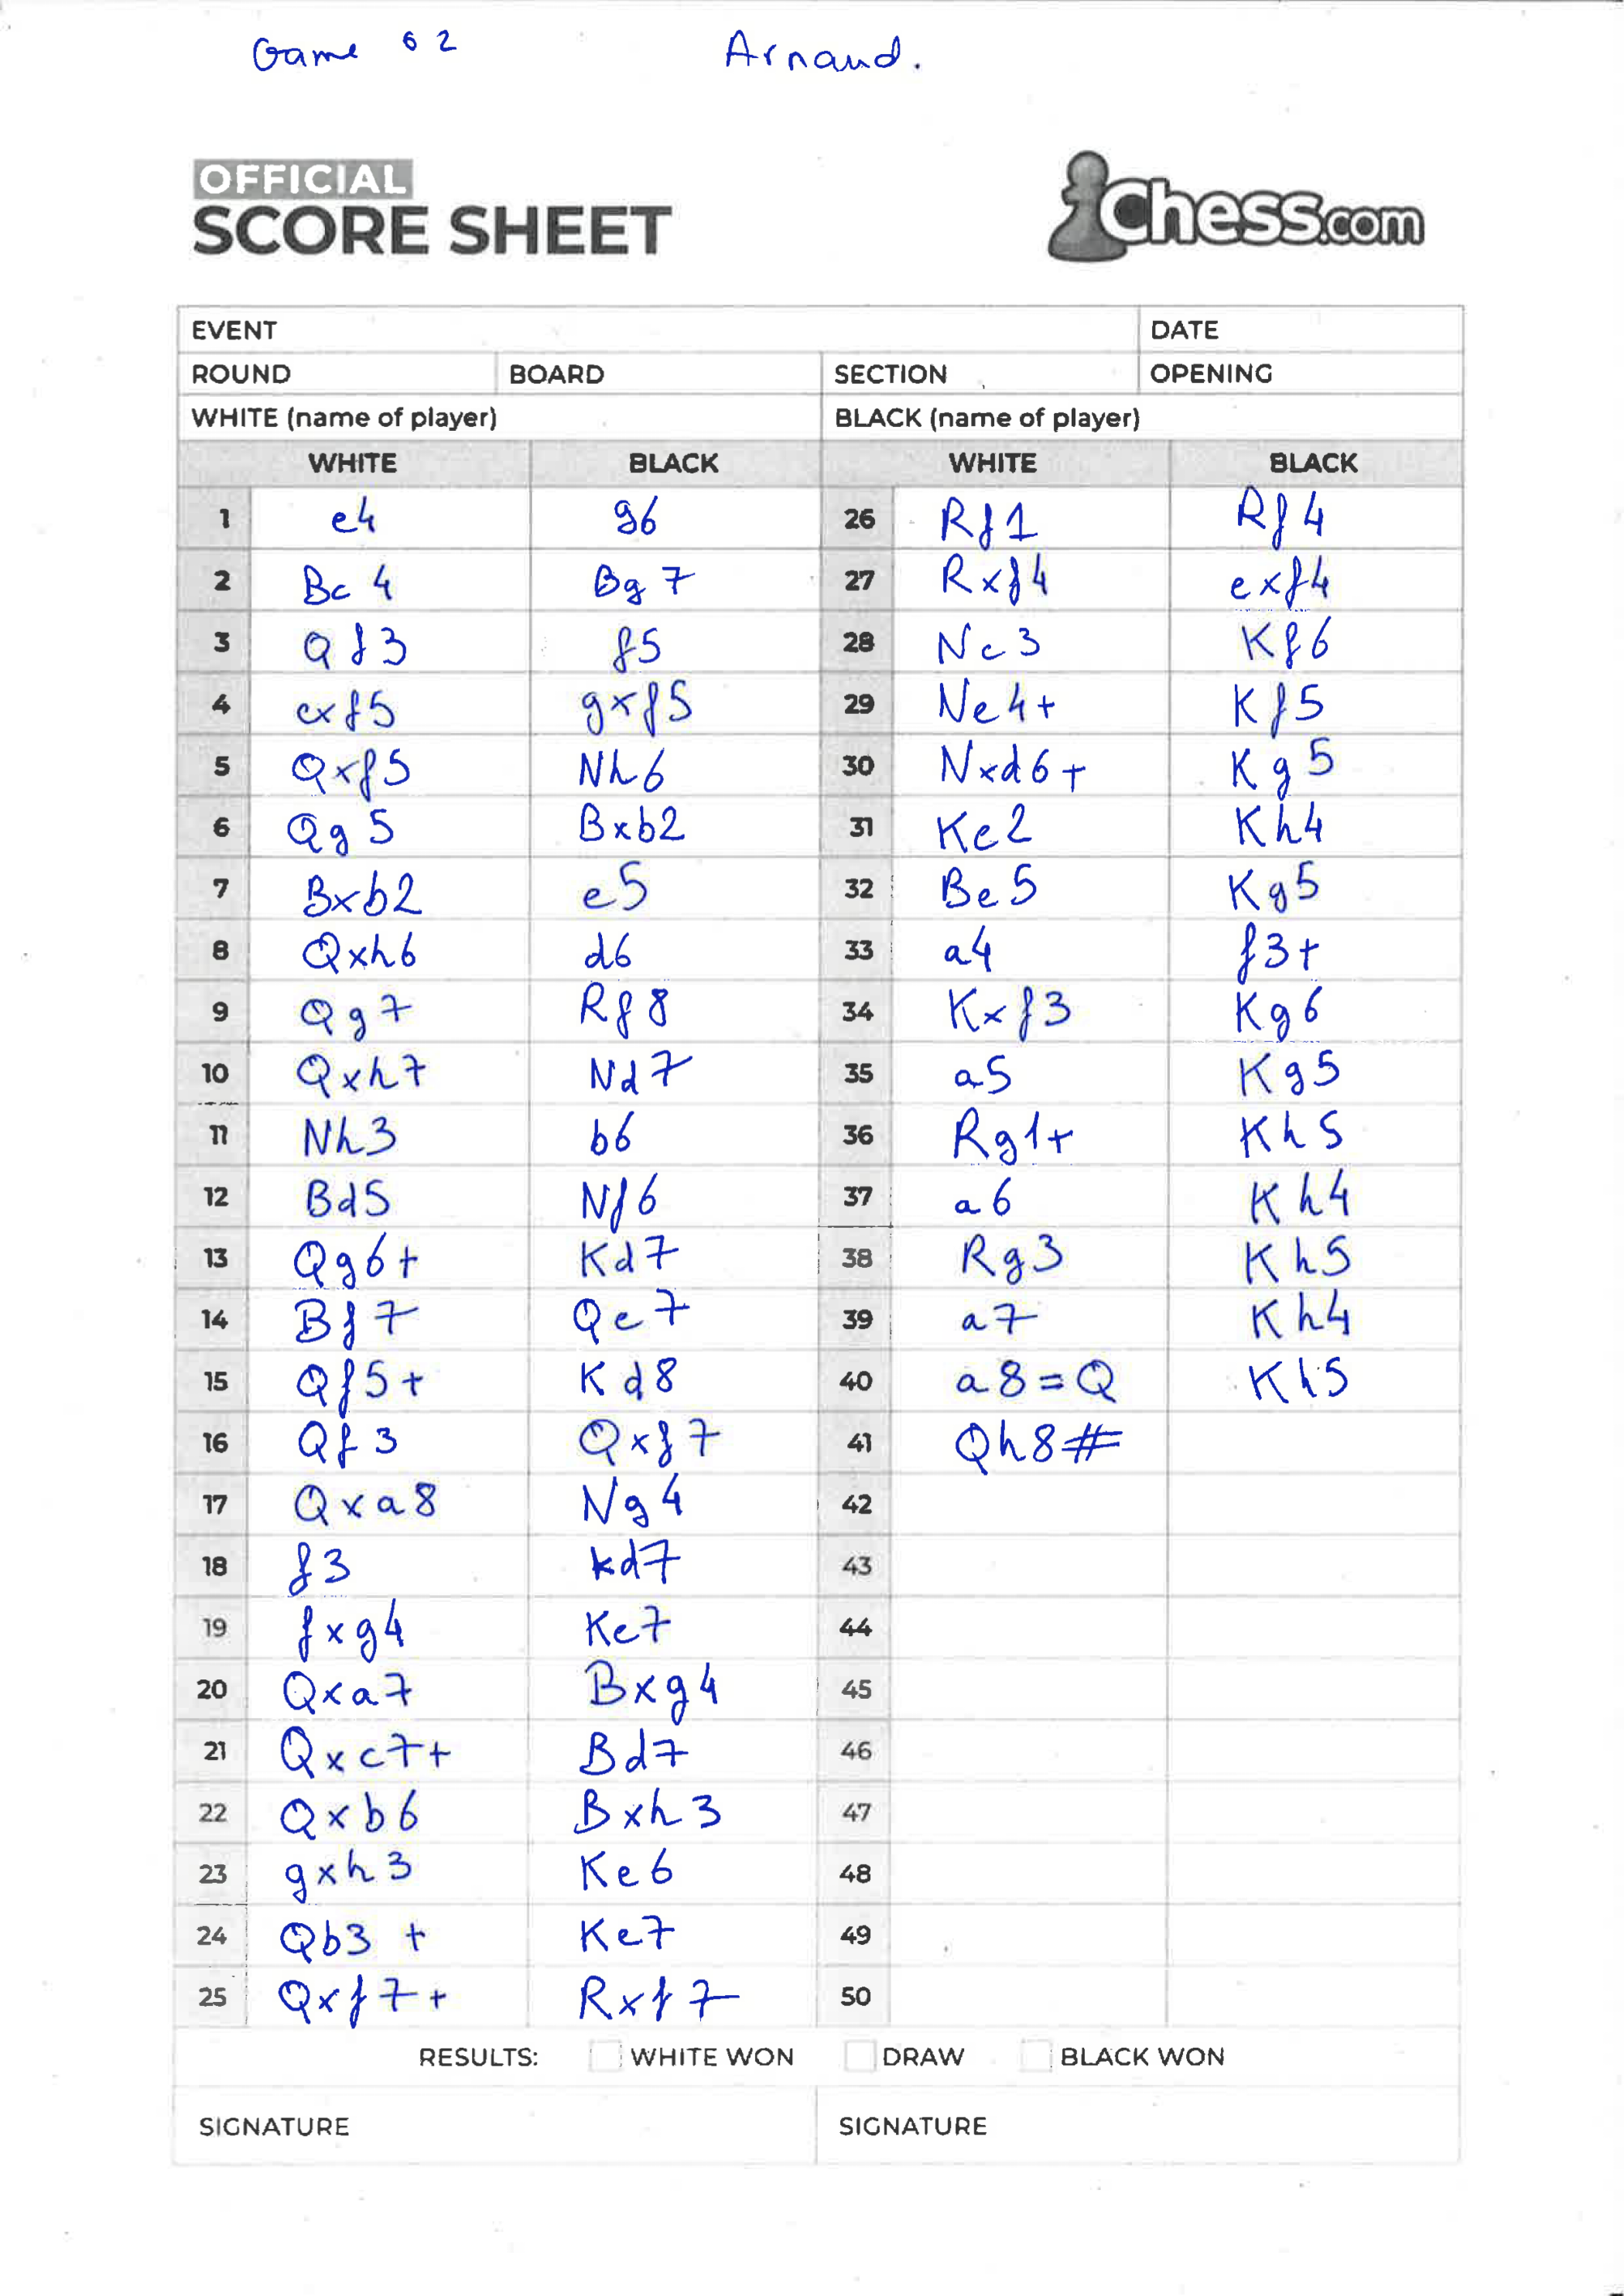 Game 02 Arnaud.
OFFICIAL
SCORE SHEET
Chess.com
EVENT DATE
ROUND BOARD SECTION OPENING
WHITE (name of player) BLACK (name of player)
WHITE BLACK WHITE BLACK
1 e4 g6 26 Rf1 Rf4
2 Bc4 Bg7 27 Rxf4 exf4
3 Qf3 f5 28 Nc3 Kf6
4 exf5 gxf5 29 Ne4+ Kf5
5 Qxf5 Nh6 30 Nxd6+ Kg5
6 Qg5 Bxb2 31 Ke2 Kh4
7 Bxb2 e5 32 Be5 Kg5
8 Qxh6 d6 33 a4 f3+
9 Qg7 Rf8 34 Kxf3 Kg6
10 Qxh7 Nd7 35 a5 Kg5
11 Nh3 b6 36 Rg1+ Kh5
12 Bd5 Nf6 37 a6 Kh4
13 Qg6+ Kd7 38 Rg3 Kh5
14 Bf7 Qe7 39 a7 Kh4
15 Qf5+ Kd8 40 a8=Q Kh5
16 Qf3 Qxf7 41 Qh8#
17 Qxa8 Ng4 42
18 f3 kd7 43
19 fxg4 Ke7 44
20 Qxa7 Bxg4 45
21 Qxc7+ Bd7 46
22 Qxb6 Bxh3 47
23 gxh3 Ke6 48
24 Qb3 + Ke7 49
25 Qxf7+ Rxf7 50
RESULTS: WHITE WON DRAW BLACK WON
SIGNATURE SIGNATURE